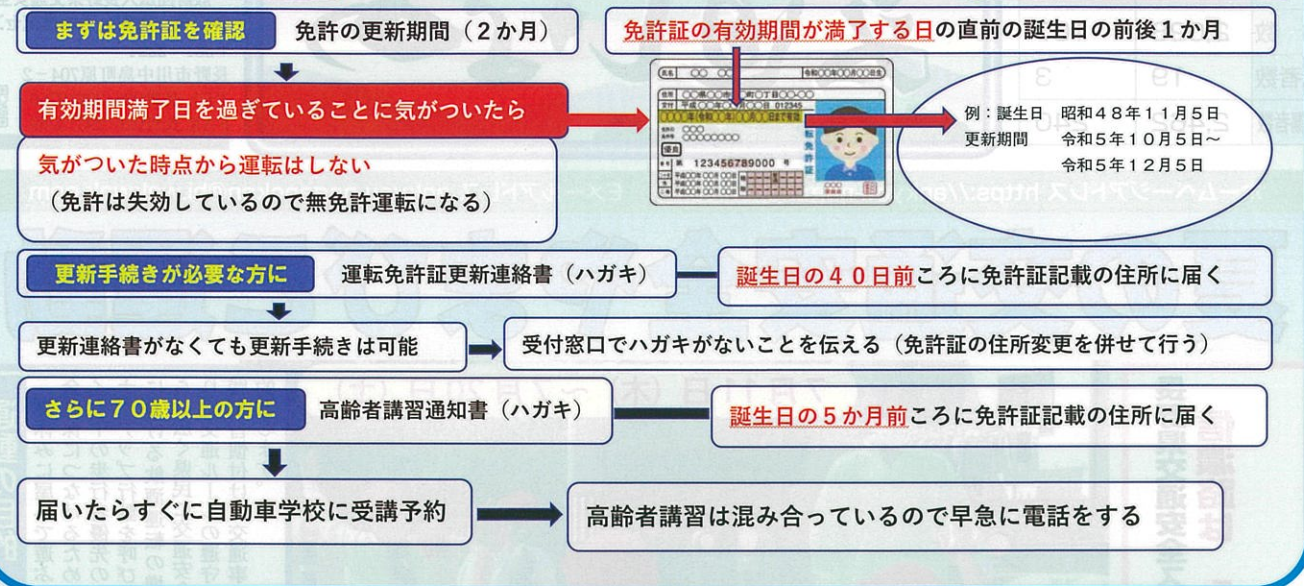 まずは免許証を確認 免許の更新期間（2か月）
免許証の有効期間が満了する日の直前の誕生日の前後1か月
有効期間満了日を過ぎていることに気がついたら
気がついた時点から運転はしない
（免許は失効しているので無免許運転になる）
123456789000
例：誕生日 昭和48年11月5日
更新期間 令和5年10月5日～
令和5年12月5日
更新手続きが必要な方に 運転免許証更新連絡書（ハガキ）
誕生日の40日前ころに免許証記載の住所に届く
更新連絡書がなくても更新手続きは可能
受付窓口でハガキがないことを伝える（免許証の住所変更を併せて行う）
さらに70歳以上の方に 高齢者講習通知書（ハガキ）
誕生日の5か月前ころに免許証記載の住所に届く
届いたらすぐに自動車学校に受講予約
高齢者講習は混み合っているので早急に電話をする